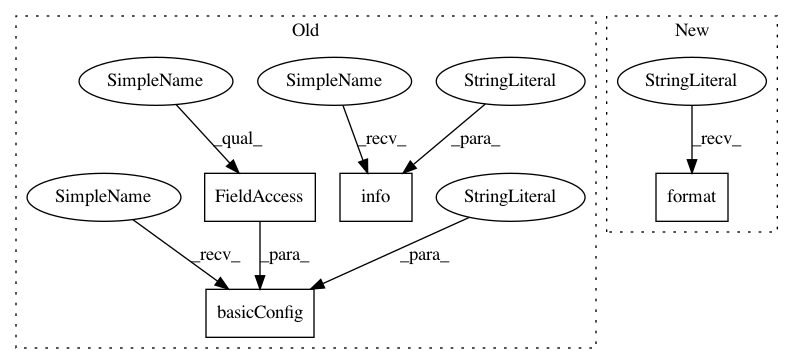 Old
New
SimpleName
SimpleName
StringLiteral
StringLiteral
_qual_
_recv_
_para_
_recv_
SimpleName
FieldAccess
info
StringLiteral
format
_recv_
_para_
_para_
basicConfig